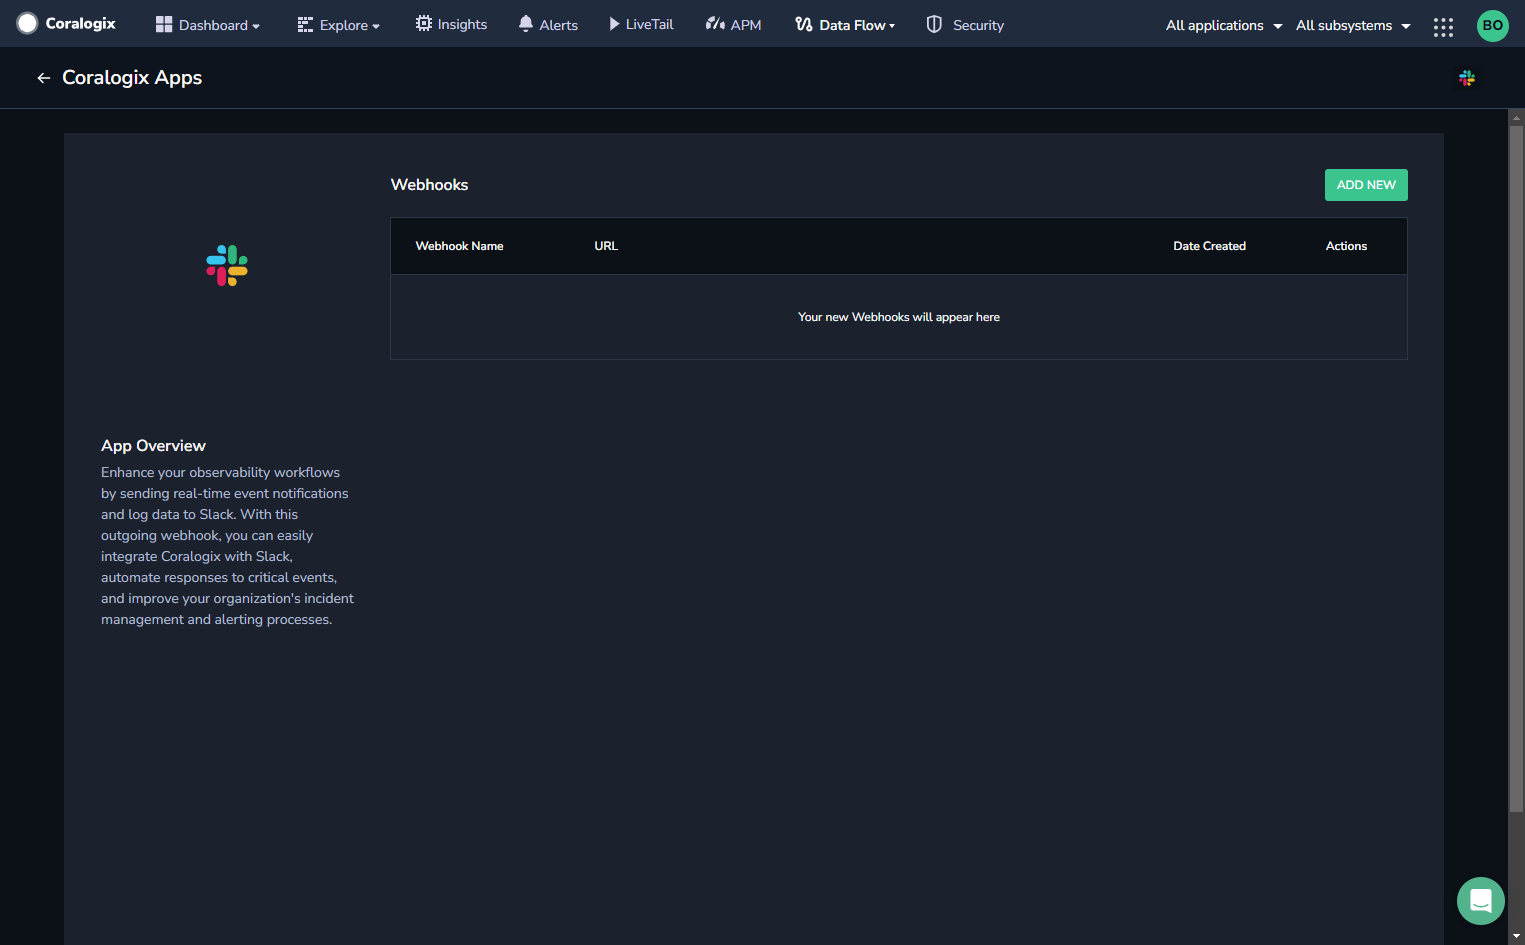 Coralogix
Dashboard
Explore
Insights
Alerts
LiveTail
APM
Data Flow
Security
All applications
All subsystems
BO
Coralogix Apps
Webhooks
ADD NEW
Webhook Name
URL
Date Created
Actions
Your new Webhooks will appear here
App Overview
Enhance your observability workflows
by sending real-time event notifications
and log data to Slack. With this
outgoing webhook, you can easily
integrate Coralogix with Slack,
automate responses to critical events,
and improve your organization's incident
management and alerting processes.